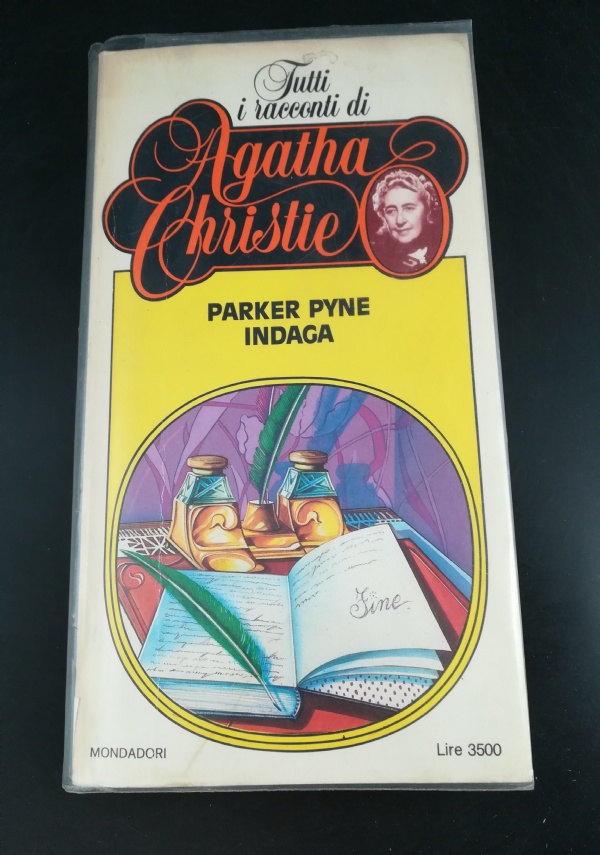 Tutti
i racconti di
Agatha
Christie
PARKER PYNE
INDAGA
Fine
MONDADORI
Lire 3500